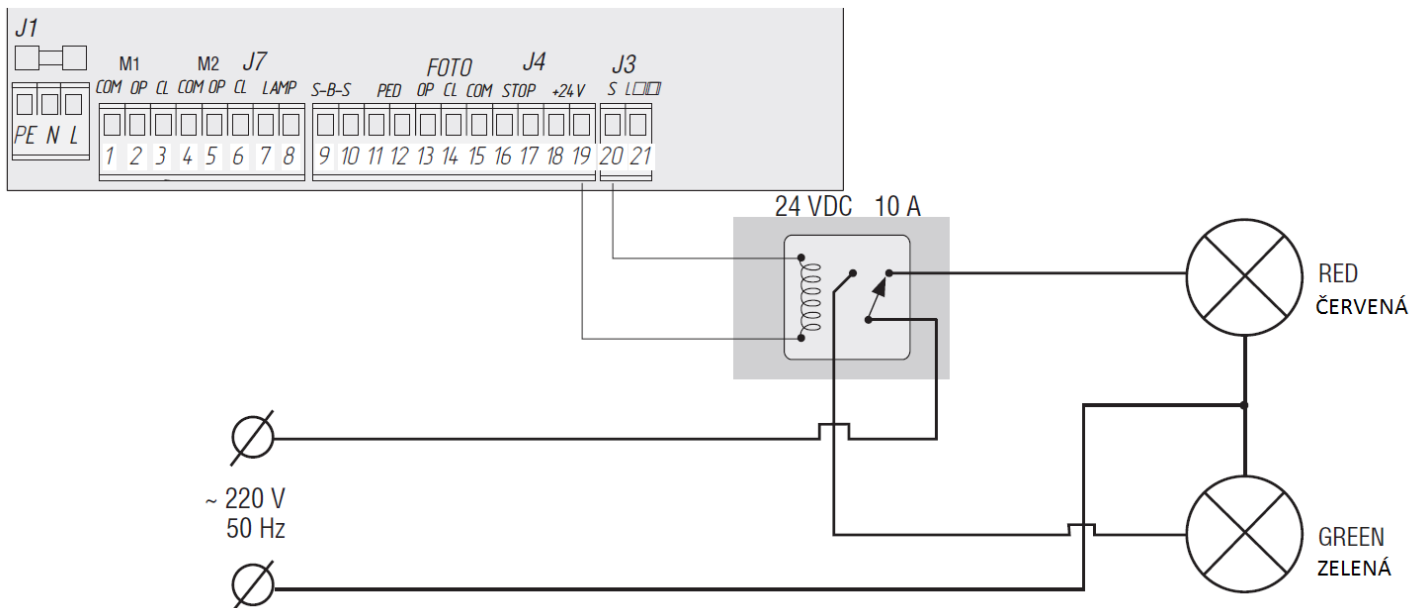 J1
M1 M2 J7 FOTO J4 J3
COM OP CL COM OP CL LAMP S-B-S PED OP CL COM STOP +24V S L
PE N L
1 2 3 4 5 6 7 8 9 10 11 12 13 14 15 16 17 18 19 20 21
24 VDC 10 A
RED
ČERVENÁ
~ 220 V
50 Hz
GREEN
ZELENÁ